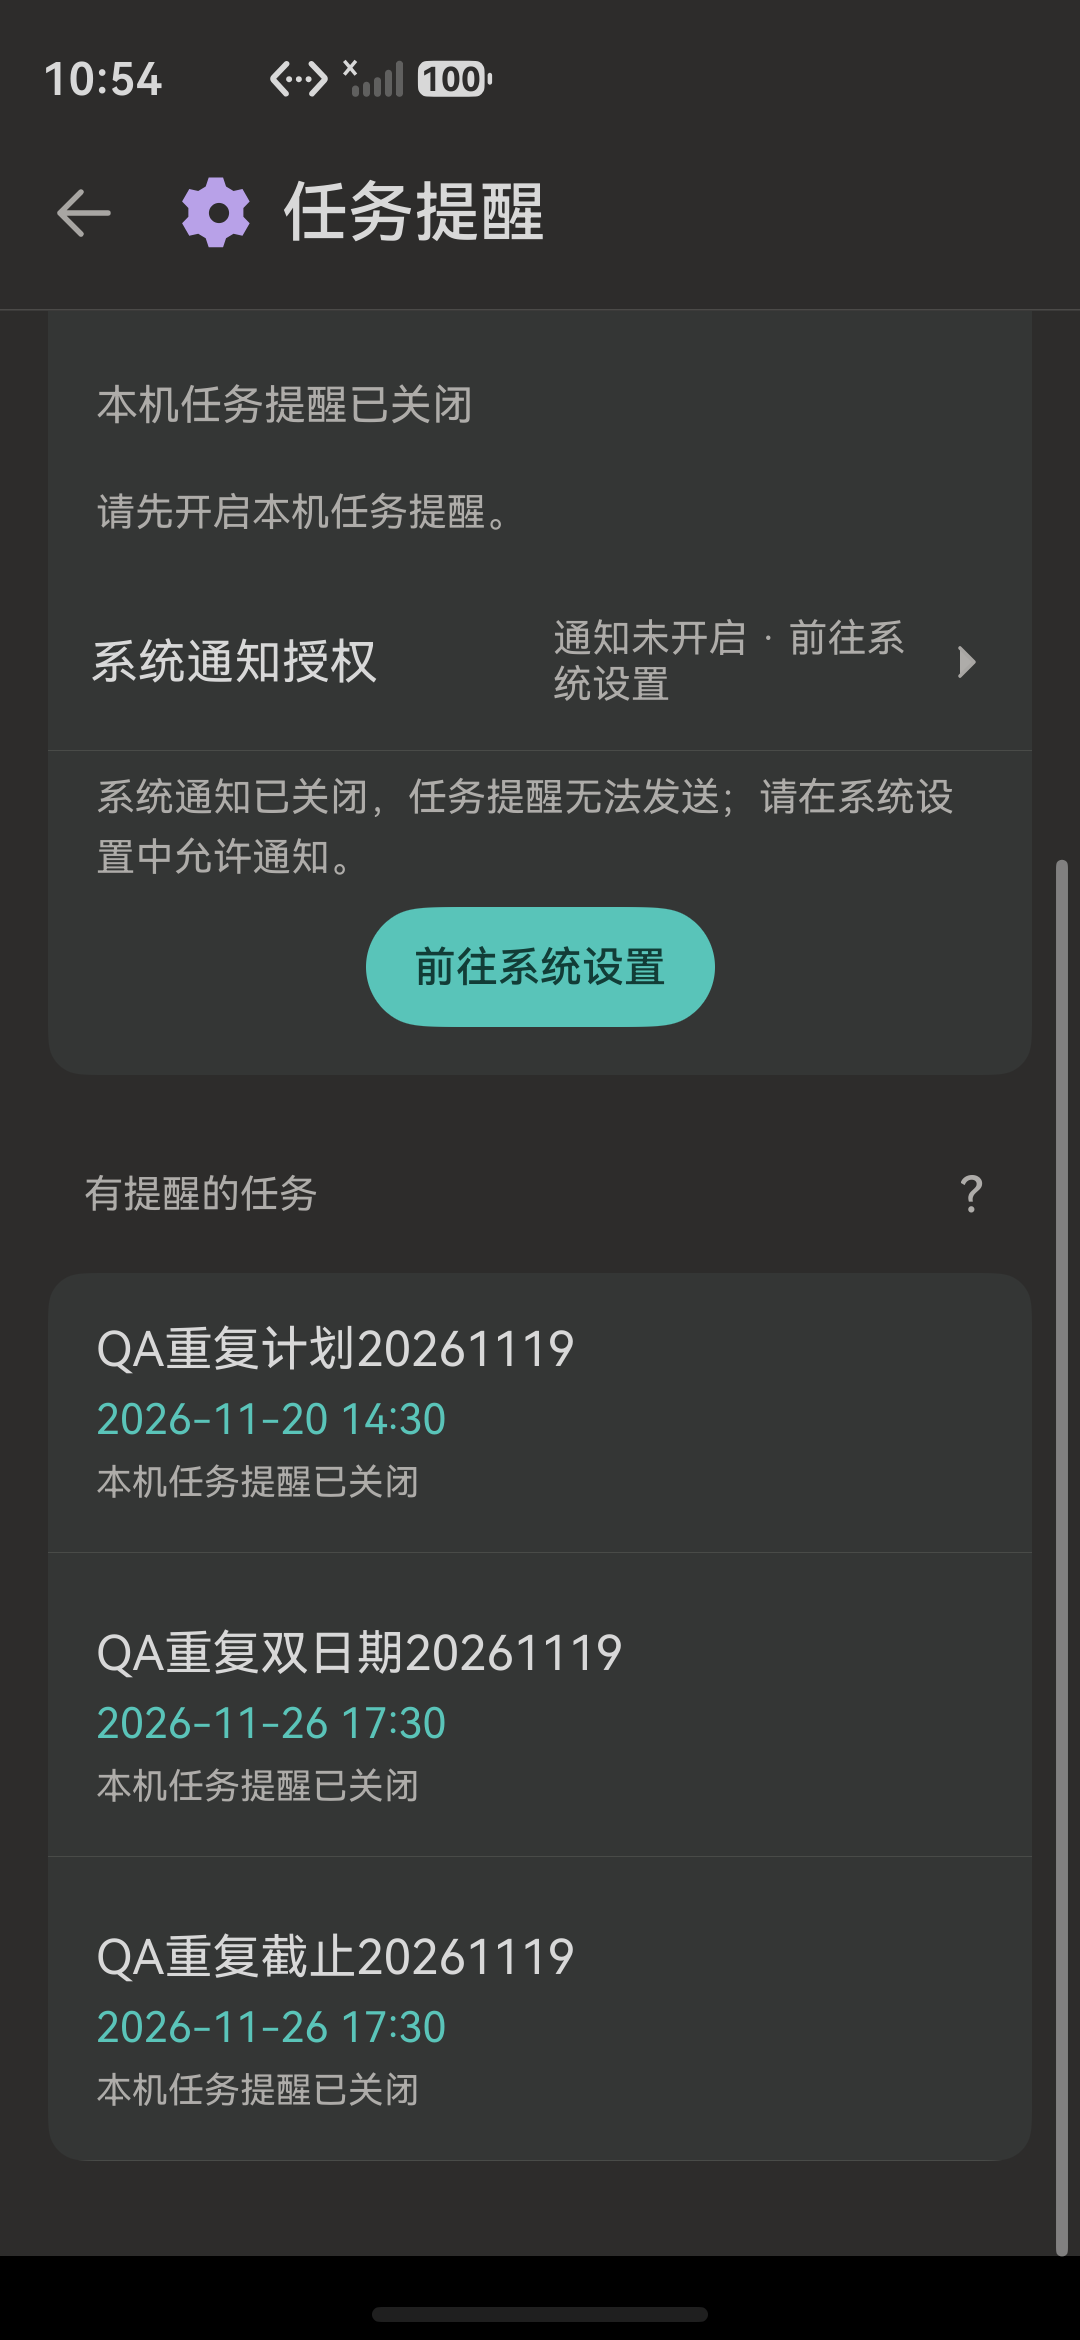 10:54
100
任务提醒
本机任务提醒已关闭
请先开启本机任务提醒。
系统通知授权
通知未开启 · 前往系
统设置
系统通知已关闭，任务提醒无法发送；请在系统设
置中允许通知。
前往系统设置
有提醒的任务
?
QA重复计划20261119
2026-11-20 14:30
本机任务提醒已关闭
QA重复双日期20261119
2026-11-26 17:30
本机任务提醒已关闭
QA重复截止20261119
2026-11-26 17:30
本机任务提醒已关闭